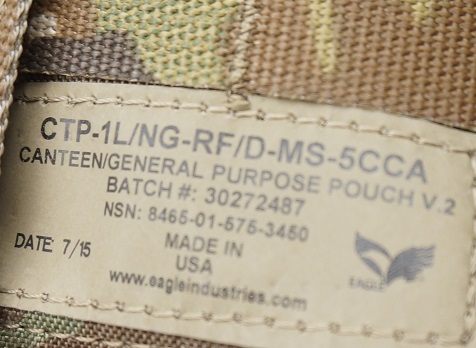 CTP-1L/NG-RF/D-MS-5CCA
CANTEEN/GENERAL PURPOSE POUCH V.2
BATCH #: 30272487
NSN: 8465-01-575-3450
DATE: 7/15
MADE IN
USA
www.eagleindustries.com
EAGLE